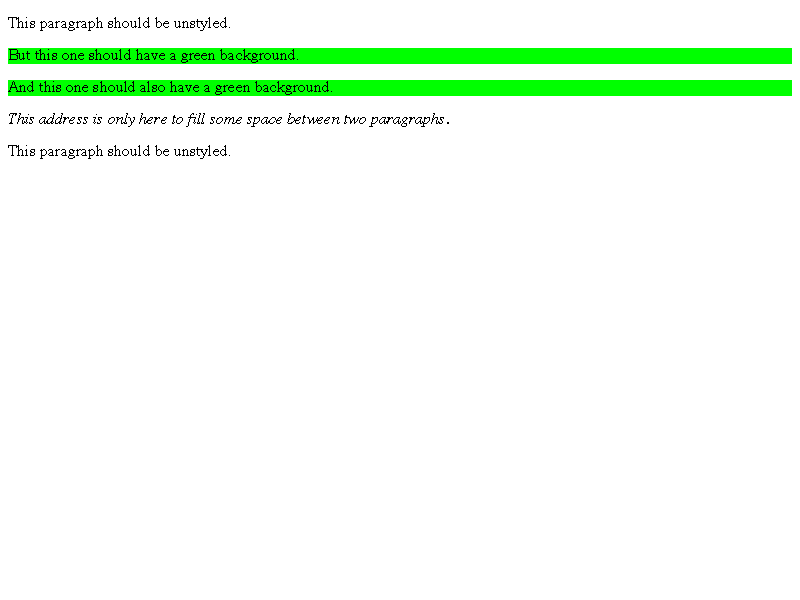 This paragraph should be unstyled.
But this one should have a green background.
And this one should also have a green background.
This address is only here to fill some space between two paragraphs.
This paragraph should be unstyled.